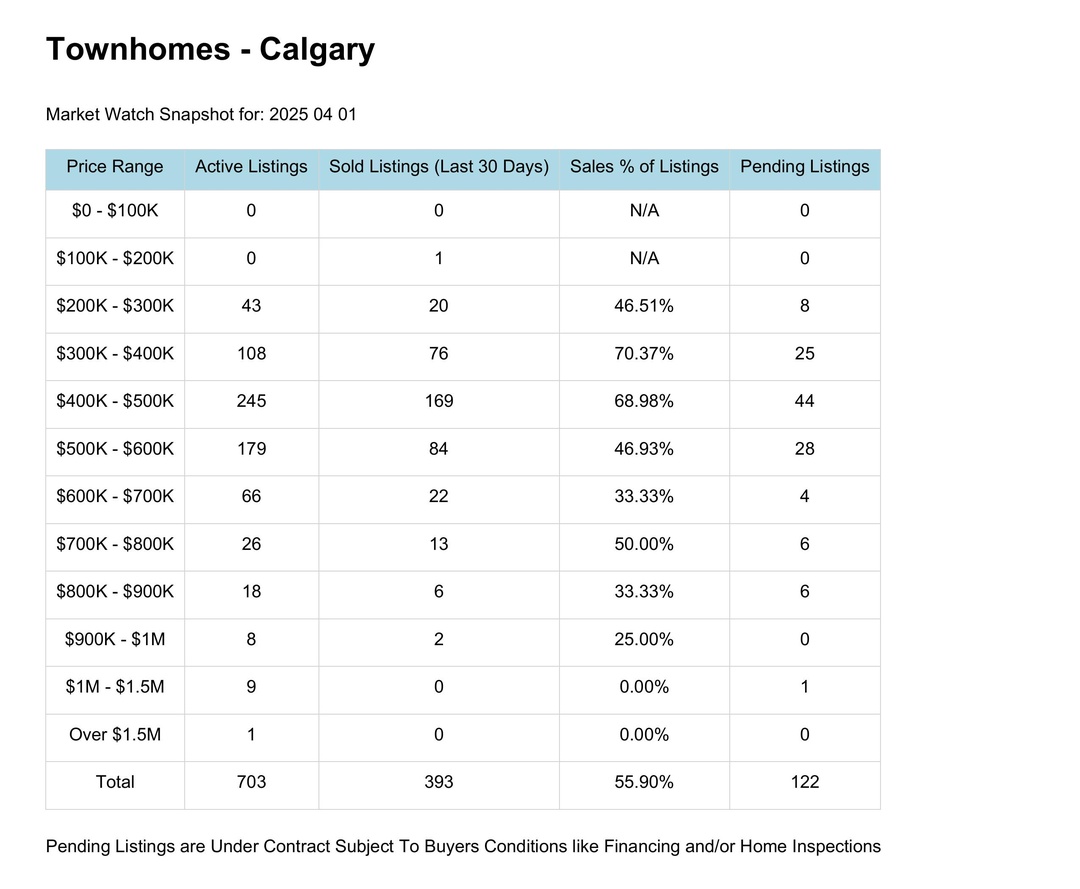 Townhomes - Calgary
Market Watch Snapshot for: 2025 04 01
Price Range Active Listings Sold Listings (Last 30 Days) Sales % of Listings Pending Listings
$0 - $100K 0 0 N/A 0
$100K - $200K 0 1 N/A 0
$200K - $300K 43 20 46.51% 8
$300K - $400K 108 76 70.37% 25
$400K - $500K 245 169 68.98% 44
$500K - $600K 179 84 46.93% 28
$600K - $700K 66 22 33.33% 4
$700K - $800K 26 13 50.00% 6
$800K - $900K 18 6 33.33% 6
$900K - $1M 8 2 25.00% 0
$1M - $1.5M 9 0 0.00% 1
Over $1.5M 1 0 0.00% 0
Total 703 393 55.90% 122
Pending Listings are Under Contract Subject To Buyers Conditions like Financing and/or Home Inspections